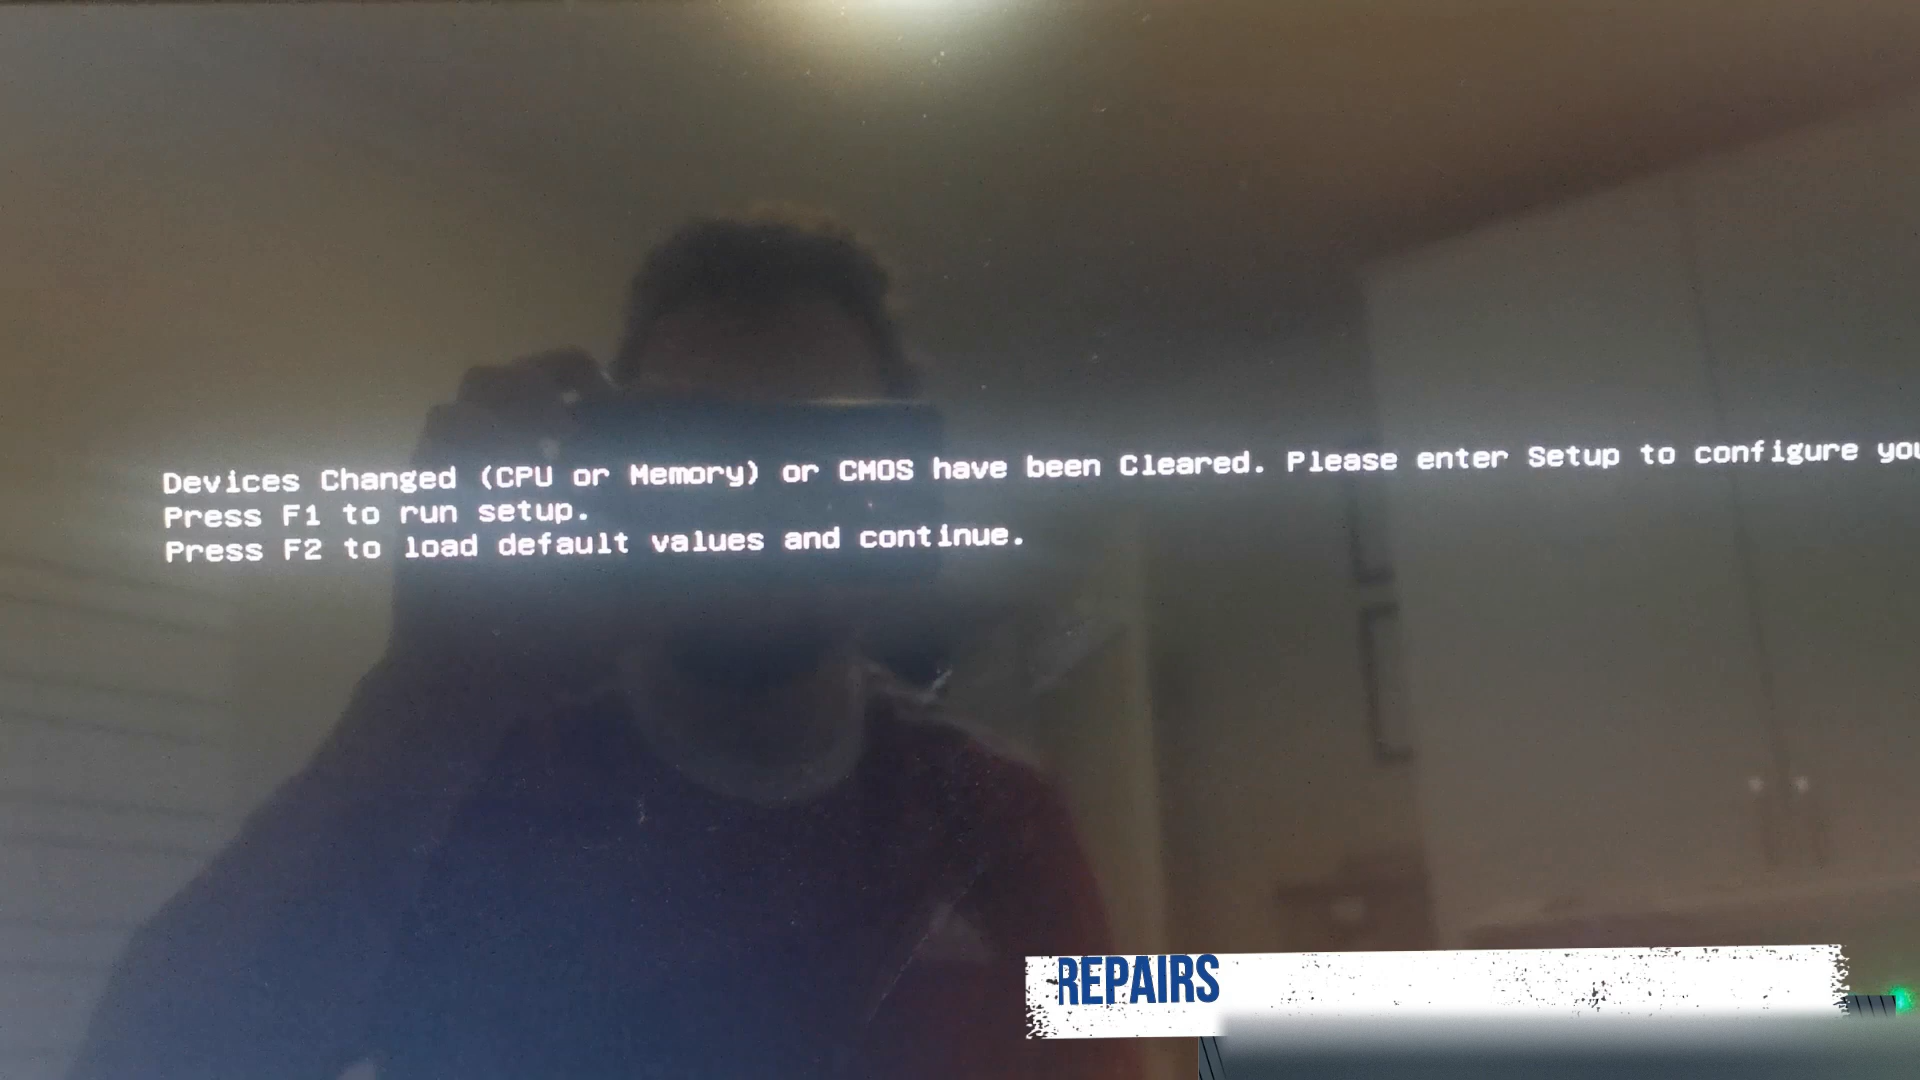 Devices Changed (CPU or Memory) or CMOS have been Cleared. Please enter Setup to configure
Press F1 to run setup.
Press F2 to load default values and continue.
REPAIRS